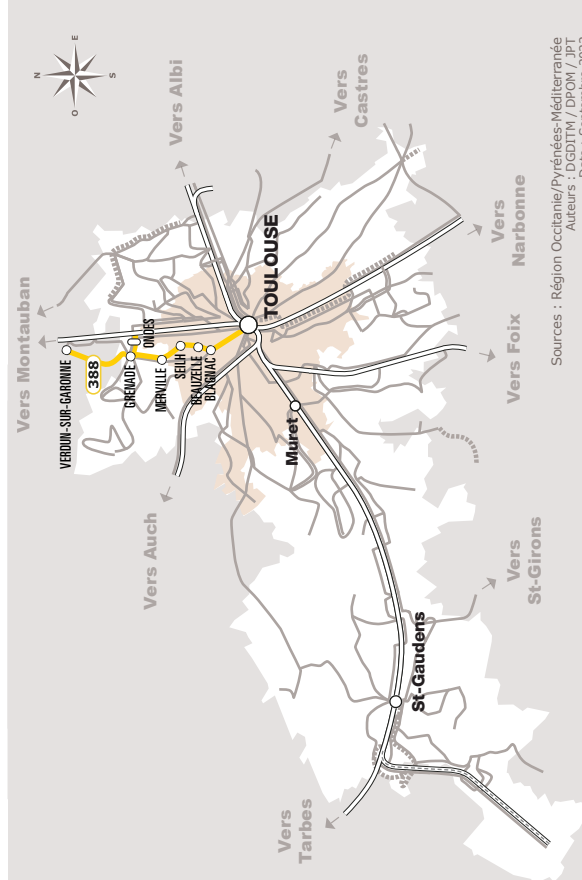 N
E
S
O
Vers Albi
Vers
Castres
Vers Montauban
Vers
Narbonne
TOULOUSE
VERDUN-SUR-GARONNE
388
ONDES
GRENADE
MERVILLE
SEILH
BEAUZELLE
BLAGNAC
Vers Foix
Muret
Vers Auch
Vers
St-Girons
St-Gaudens
Vers
Tarbes
Sources : Région Occitanie/Pyrénées-Méditerranée
Auteurs : DGDITM / DPOM / JPT